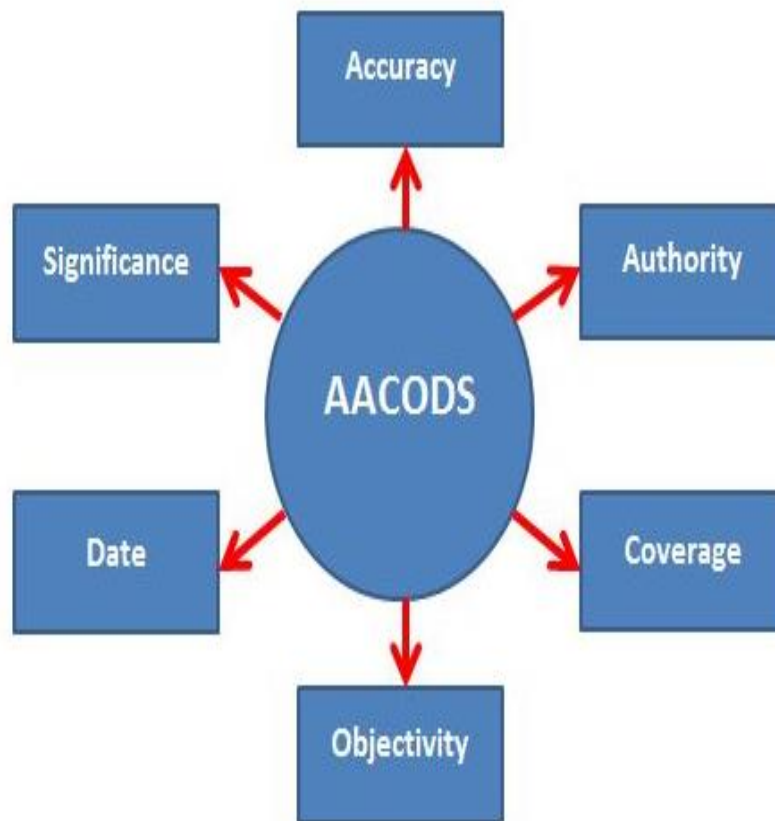 Accuracy
Significance
Authority
AACODS
Date
Coverage
Objectivity